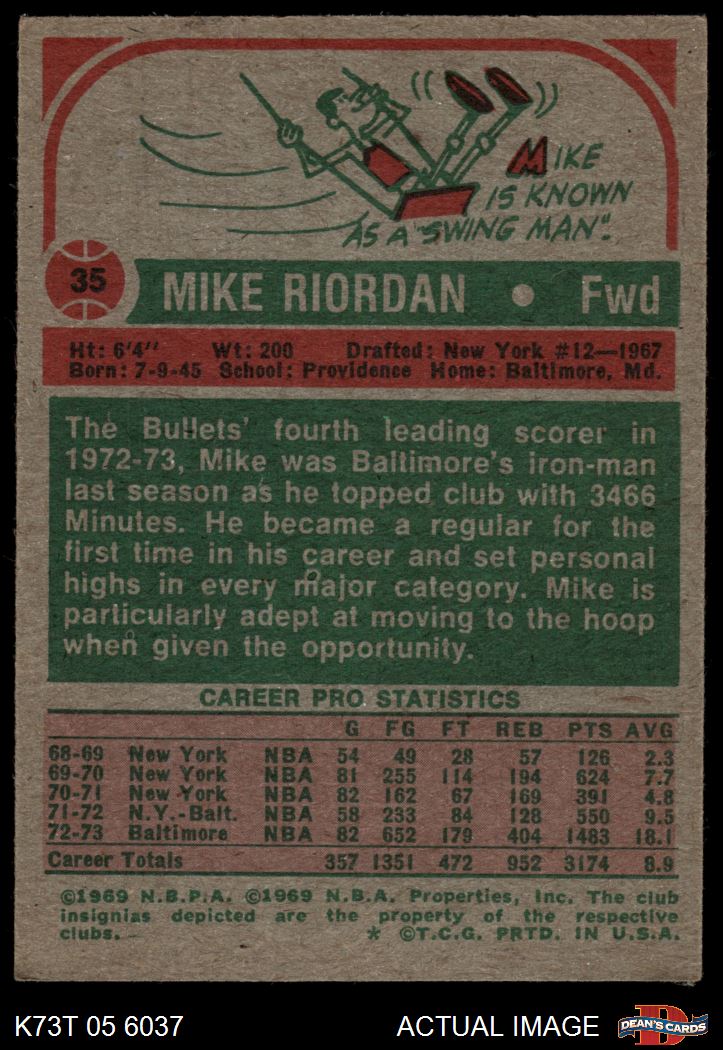 MIKE
IS KNOWN
AS A "SWING MAN".
35
MIKE RIORDAN • Fwd
Ht: 6'4" Wt: 200 Drafted: New York #12—1967
Born: 7-9-45 School: Providence Home: Baltimore, Md.
The Bullets' fourth leading scorer in
1972-73, Mike was Baltimore's iron-man
last season as he topped club with 3466
Minutes. He became a regular for the
first time in his career and set personal
highs in every major category. Mike is
particularly adept at moving to the hoop
when given the opportunity.
CAREER PRO STATISTICS
G FG FT REB PTS AVG
68-69 New York NBA 54 49 28 57 126 2.3
69-70 New York NBA 81 255 114 194 624 7.7
70-71 New York NBA 82 162 67 169 391 4.8
71-72 N.Y.-Balt. NBA 58 233 84 128 550 9.5
72-73 Baltimore NBA 82 652 179 404 1483 18.1
Career Totals 357 1351 472 952 3174 8.9
©1969 N.B.P.A. ©1969 N.B.A. Properties, Inc. The club
insignias depicted are the property of the respective
clubs. * ©T.C.G. PRTD. IN U.S.A.
K73T 05 6037 ACTUAL IMAGE DEAN'S CARDS